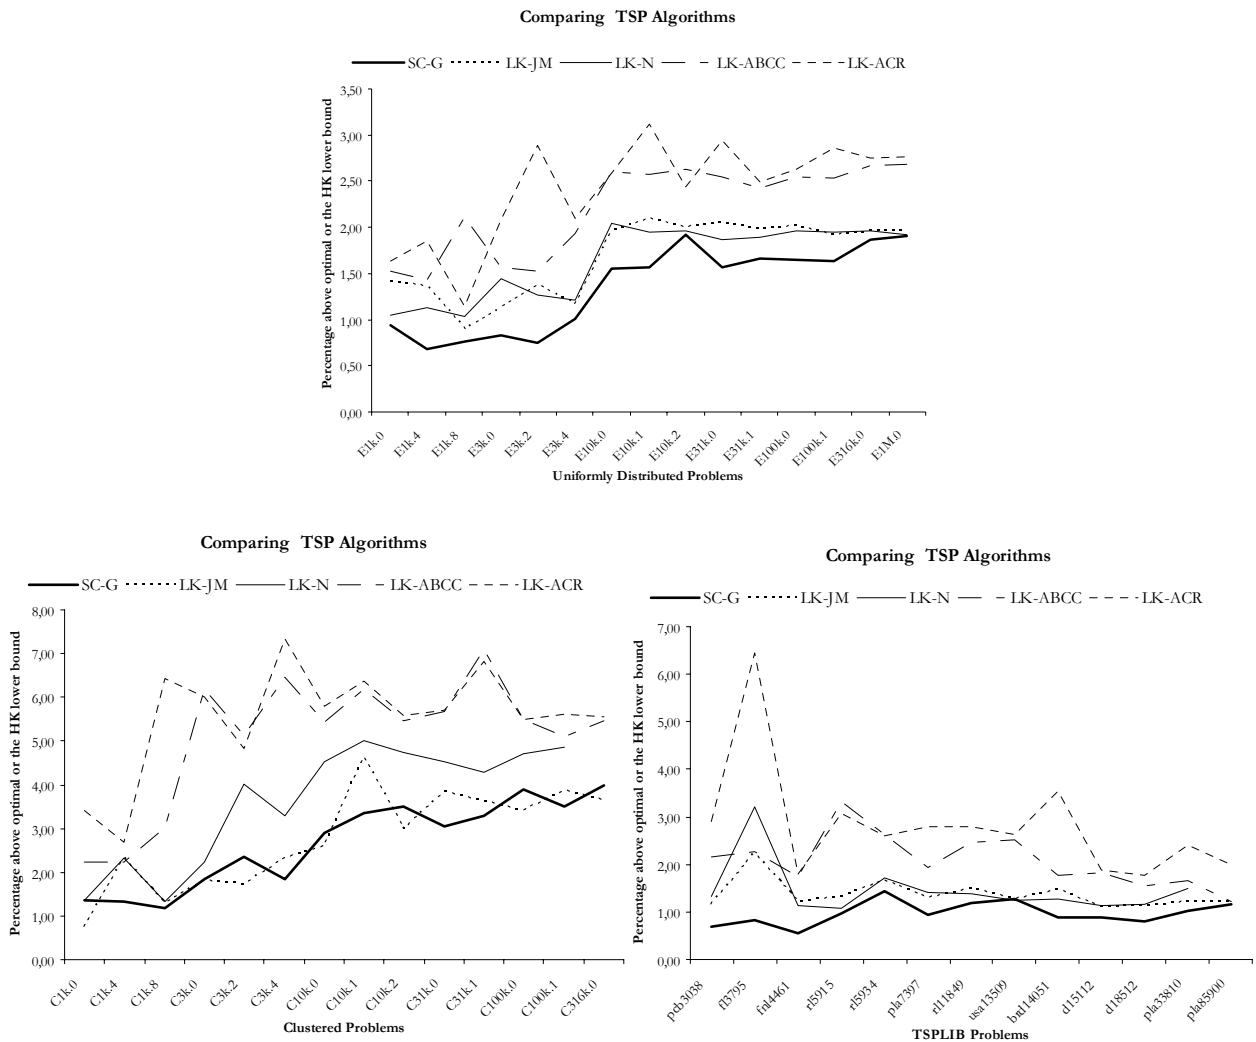 Comparing TSP Algorithms
SC-G LK-JM LK-N LK-ABCC LK-ACR
Percentage above optimal or the HK lower bound
3,50
3,00
2,50
2,00
1,50
1,00
0,50
0,00
E1k.0
E1k.4
E1k.8
E3k.0
E3k.2
E3k.4
E10k.0
E10k.1
E10k.2
E31k.0
E31k.1
E100k.0
E100k.1
E316k.0
E1M.0
Uniformly Distributed Problems
Comparing TSP Algorithms
SC-G LK-JM LK-N LK-ABCC LK-ACR
Percentage above optimal or the HK lower bound
8,00
7,00
6,00
5,00
4,00
3,00
2,00
1,00
0,00
C1k.0
C1k.4
C1k.8
C3k.0
C3k.2
C3k.4
C10k.0
C10k.1
C10k.2
C31k.0
C31k.1
C100k.0
C100k.1
C316k.0
Clustered Problems
Comparing TSP Algorithms
SC-G LK-JM LK-N LK-ABCC LK-ACR
Percentage above optimal or the HK lower bound
7,00
6,00
5,00
4,00
3,00
2,00
1,00
0,00
pcb3038
fl3795
fnl4461
rl5915
rl5934
pla7397
rl11849
usa13509
brd14051
d15112
d18512
pla33810
pla85900
TSPLIB Problems